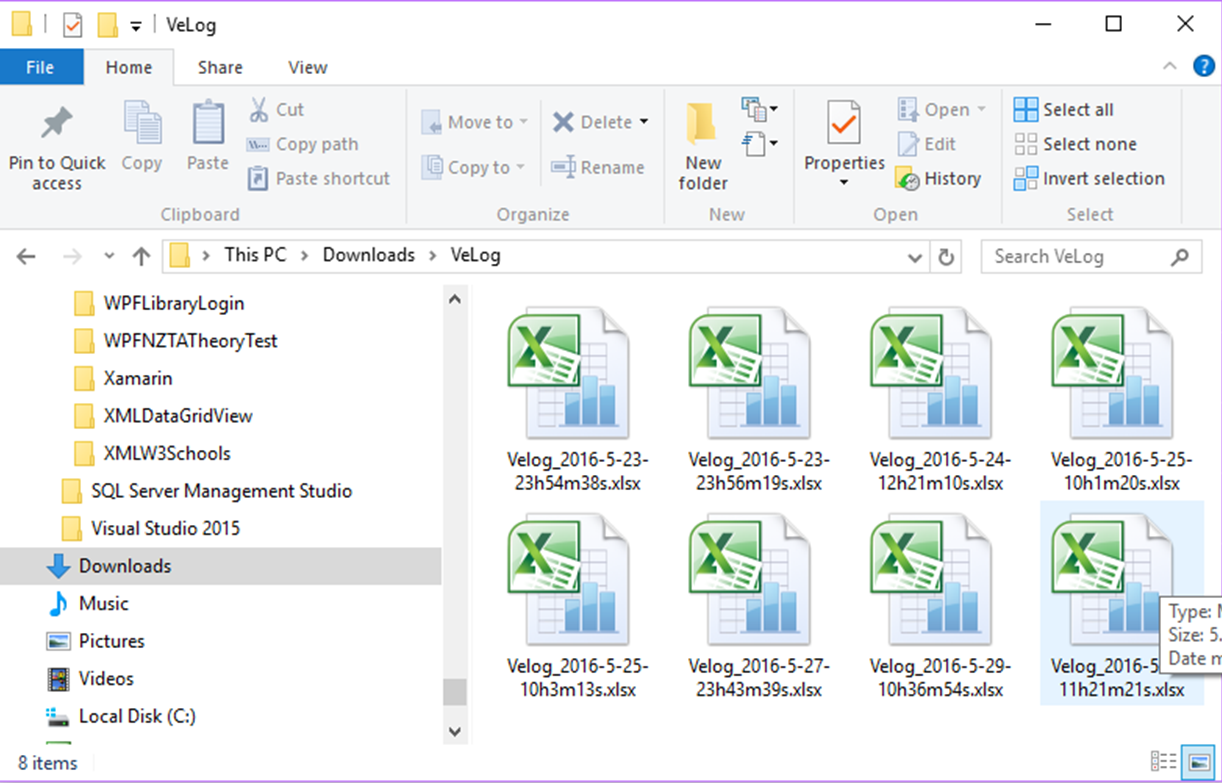 VeLog
File Home Share View
Pin to Quick access
Copy
Paste
Cut
Copy path
Paste shortcut
Clipboard
Move to
Copy to
Delete
Rename
Organize
New folder
New
Properties
Open
Edit
History
Open
Select all
Select none
Invert selection
Select
This PC > Downloads > VeLog
Search VeLog
WPFLibraryLogin
WPFNZTATheoryTest
Xamarin
XMLDataGridView
XMLW3Schools
SQL Server Management Studio
Visual Studio 2015
Downloads
Music
Pictures
Videos
Local Disk (C:)
Velog_2016-5-23-
23h54m38s.xlsx
Velog_2016-5-23-
23h56m19s.xlsx
Velog_2016-5-24-
12h21m10s.xlsx
Velog_2016-5-25-
10h1m20s.xlsx
Velog_2016-5-25-
10h3m13s.xlsx
Velog_2016-5-27-
23h43m39s.xlsx
Velog_2016-5-29-
10h36m54s.xlsx
Velog_2016-5
11h21m21s.xlsx
Type:
Size: 5.
Date
8 items